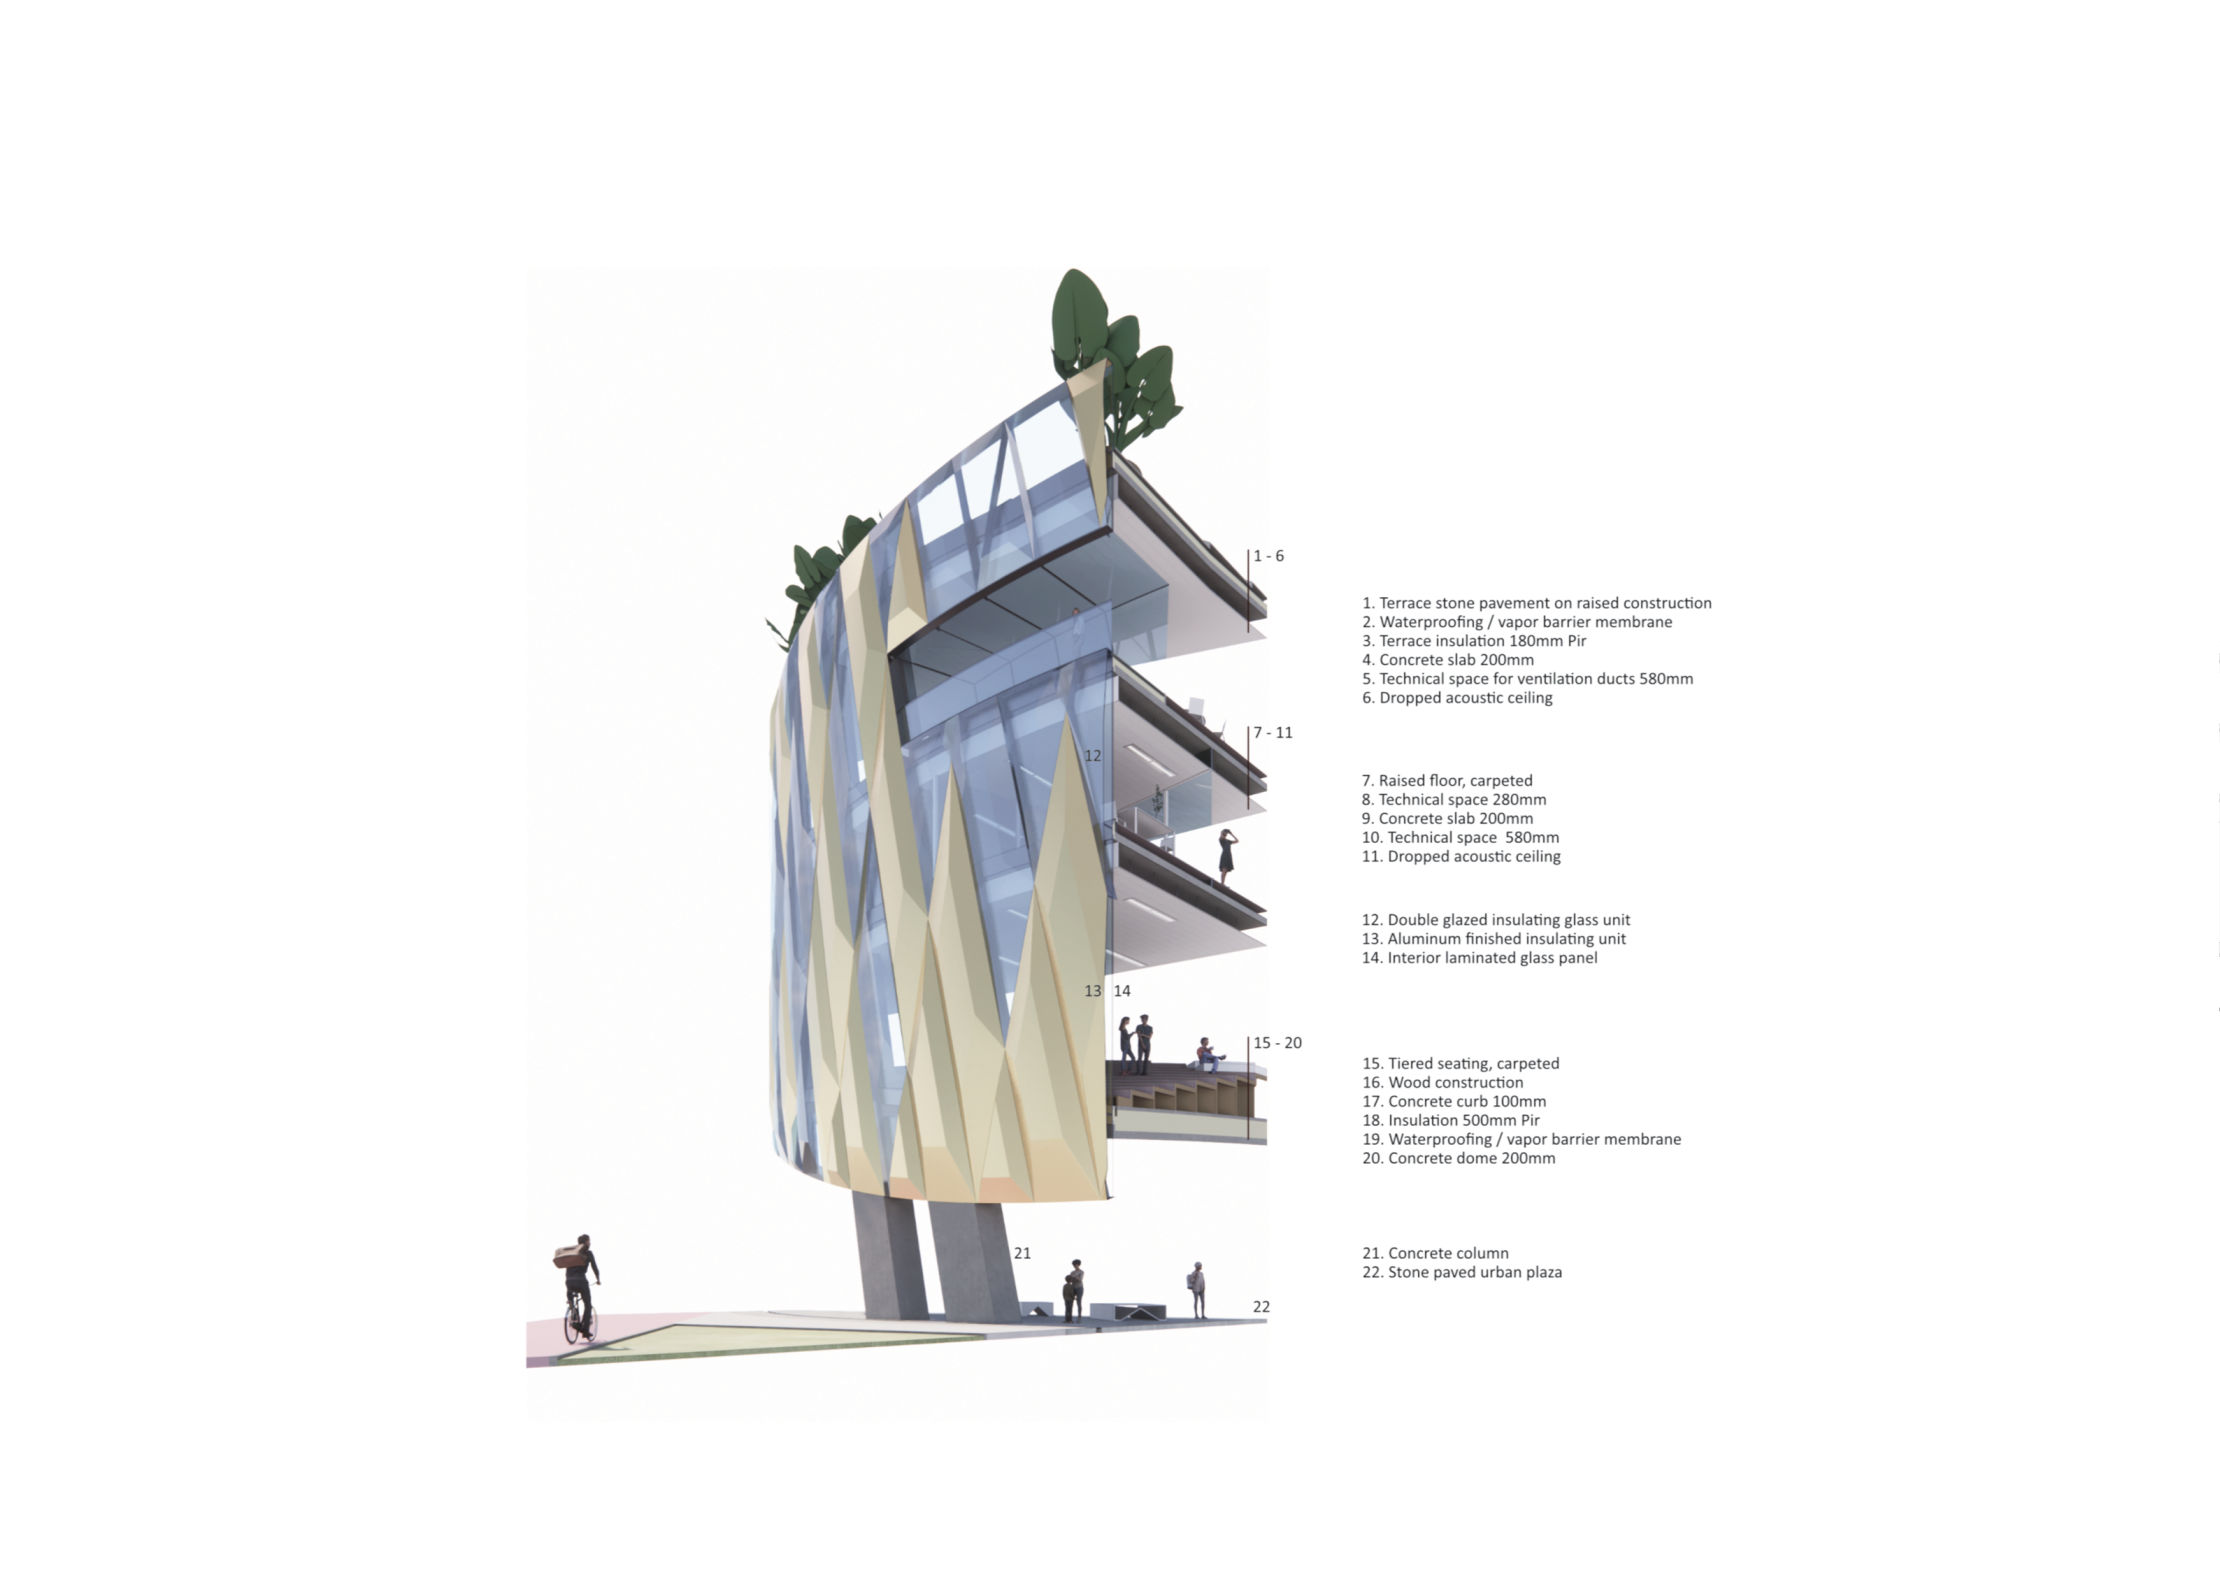 1 - 6
1. Terrace stone pavement on raised construction
2. Waterproofing / vapor barrier membrane
3. Terrace insulation 180mm Pir
4. Concrete slab 200mm
5. Technical space for ventilation ducts 580mm
6. Dropped acoustic ceiling
7 - 11
12
7. Raised floor, carpeted
8. Technical space 280mm
9. Concrete slab 200mm
10. Technical space  580mm
11. Dropped acoustic ceiling
12. Double glazed insulating glass unit
13. Aluminum finished insulating unit
14. Interior laminated glass panel
13 14
15 - 20
15. Tiered seating, carpeted
16. Wood construction
17. Concrete curb 100mm
18. Insulation 500mm Pir
19. Waterproofing / vapor barrier membrane
20. Concrete dome 200mm
21
21. Concrete column
22. Stone paved urban plaza
22